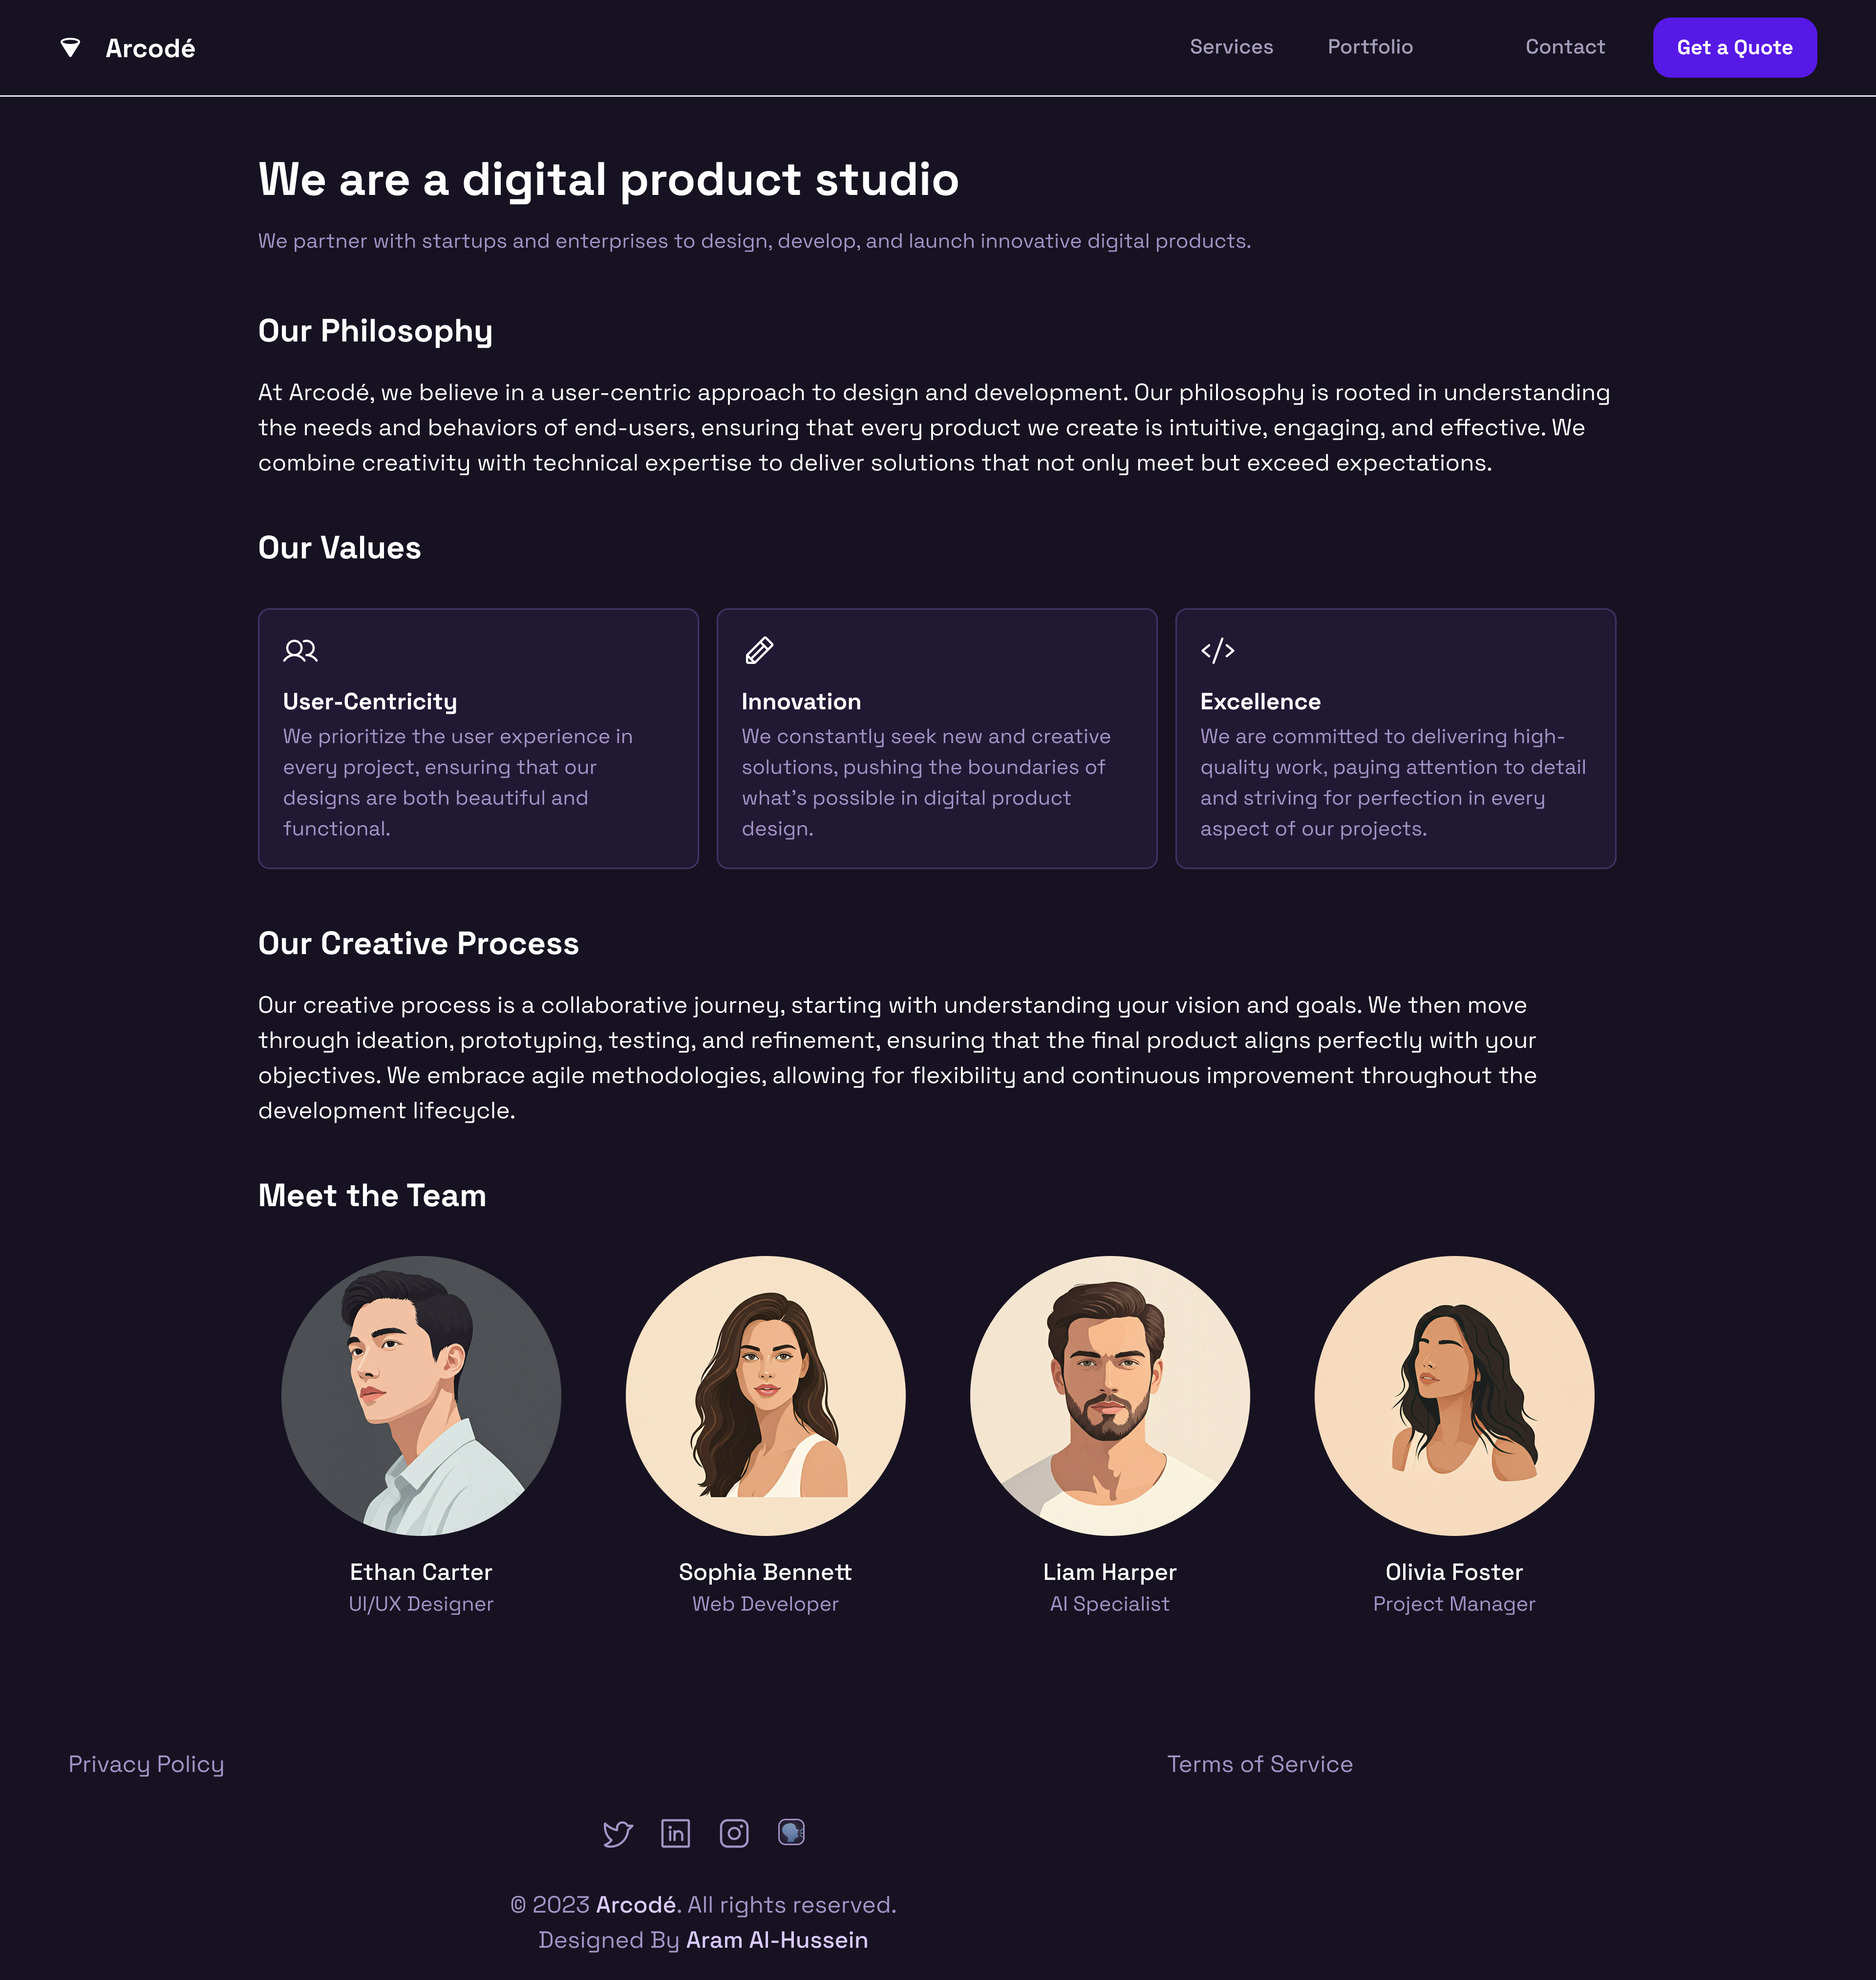 Arcodé
Services
Portfolio
Contact
Get a Quote
We are a digital product studio
We partner with startups and enterprises to design, develop, and launch innovative digital products.
Our Philosophy
At Arcodé, we believe in a user-centric approach to design and development. Our philosophy is rooted in understanding
the needs and behaviors of end-users, ensuring that every product we create is intuitive, engaging, and effective. We
combine creativity with technical expertise to deliver solutions that not only meet but exceed expectations.
Our Values
User-Centricity
We prioritize the user experience in
every project, ensuring that our
designs are both beautiful and
functional.
Innovation
We constantly seek new and creative
solutions, pushing the boundaries of
what's possible in digital product
design.
Excellence
We are committed to delivering high-
quality work, paying attention to detail
and striving for perfection in every
aspect of our projects.
Our Creative Process
Our creative process is a collaborative journey, starting with understanding your vision and goals. We then move
through ideation, prototyping, testing, and refinement, ensuring that the final product aligns perfectly with your
objectives. We embrace agile methodologies, allowing for flexibility and continuous improvement throughout the
development lifecycle.
Meet the Team
Ethan Carter
UI/UX Designer
Sophia Bennett
Web Developer
Liam Harper
AI Specialist
Olivia Foster
Project Manager
Privacy Policy
Terms of Service
in
© 2023 Arcodé. All rights reserved.
Designed By Aram Al-Hussein